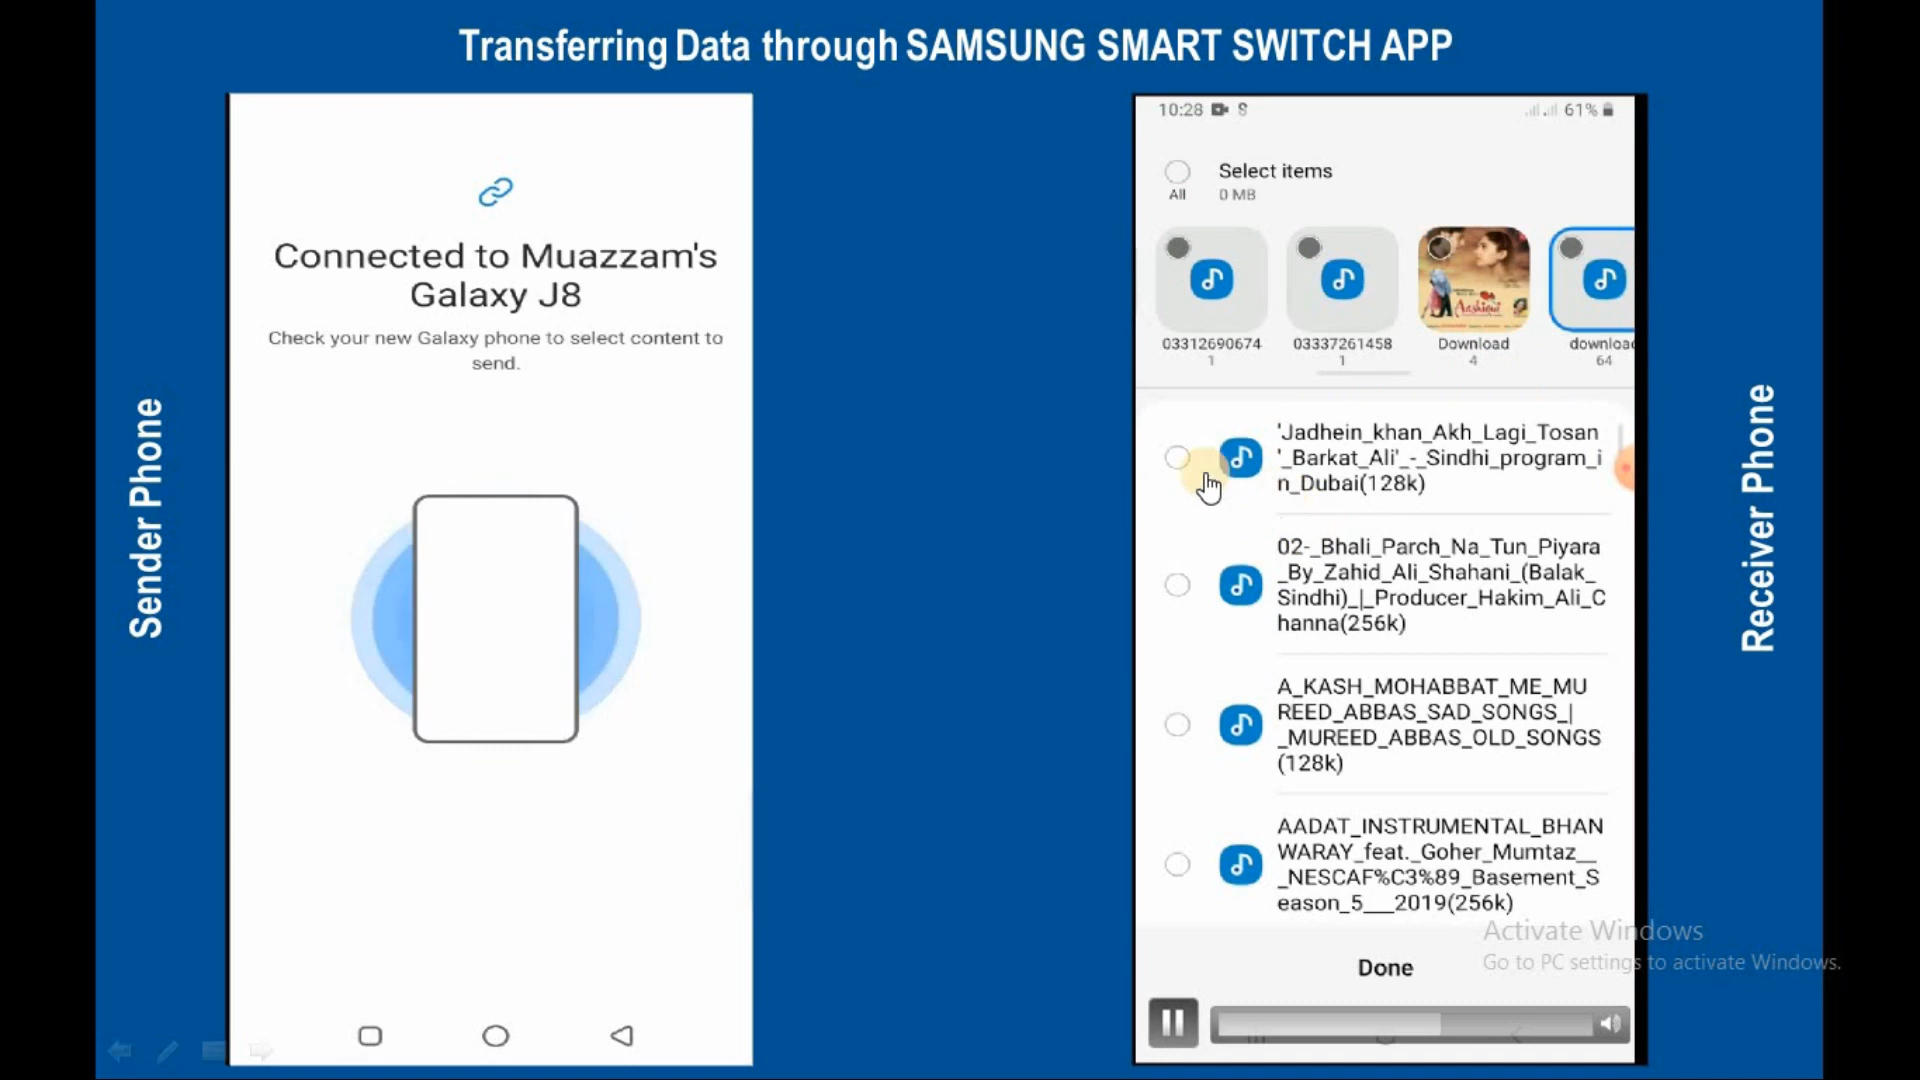 Transferring Data through SAMSUNG SMART SWITCH APP
Sender Phone
Connected to Muazzam's
Galaxy J8
Check your new Galaxy phone to select content to
send.
10:28
61%
Select items
All
0 MB
03312690674
1
03337261458
1
Aashiqui
Download
4
download
64
'Jadhein_khan_Akh_Lagi_Tosan
'_Barkat_Ali'_-_Sindhi_program_i
n_Dubai(128k)
02-_Bhali_Parch_Na_Tun_Piyara
_By_Zahid_Ali_Shahani_(Balak_
Sindhi)_|_Producer_Hakim_Ali_C
hanna(256k)
A_KASH_MOHABBAT_ME_MU
REED_ABBAS_SAD_SONGS_|
_MUREED_ABBAS_OLD_SONGS
(128k)
AADAT_INSTRUMENTAL_BHAN
WARAY_feat._Goher_Mumtaz__
_NESCAF%C3%89_Basement_S
eason_5___2019(256k)
Done
Receiver Phone
Activate Windows
Go to PC settings to activate Windows.